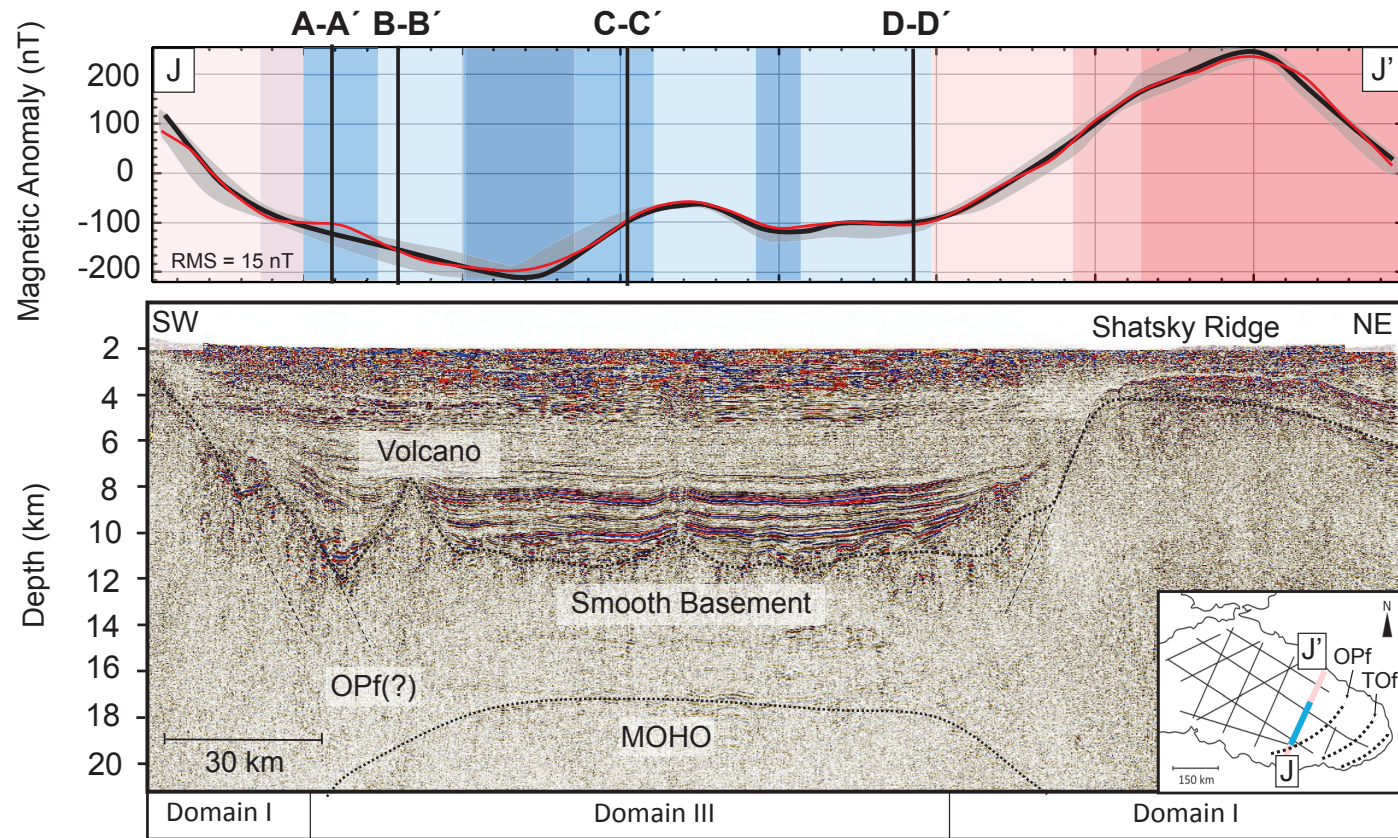 A-A´ B-B´ C-C´ D-D´
Magnetic Anomaly (nT)
200
100
0
-100
-200
J
J’
RMS = 15 nT
SW
Shatsky Ridge
NE
Depth (km)
2
4
6
8
10
12
14
16
18
20
Volcano
Smooth Basement
OPf(?)
MOHO
30 km
N
J’
OPf
TOf
J
150 km
Domain I
Domain III
Domain I